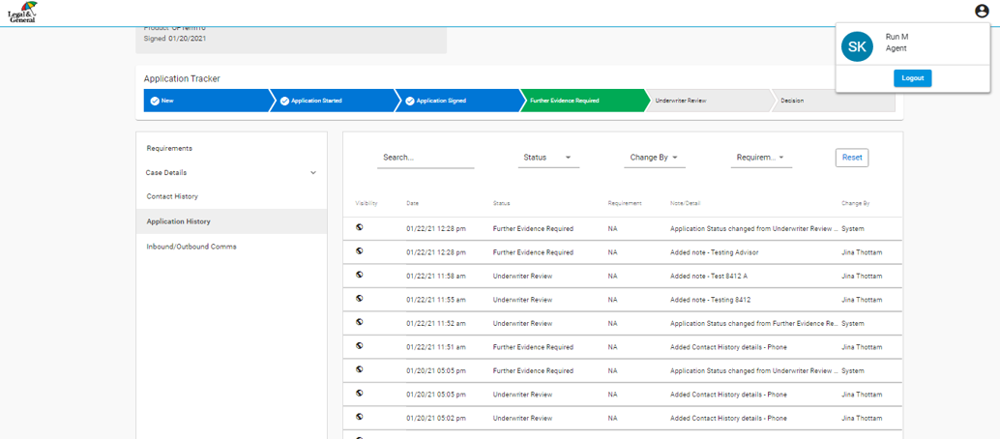 Legal &
General
Product OPTerm10
Signed 01/20/2021
SK
Run M
Agent
Logout
Application Tracker
New
Application Started
Application Signed
Further Evidence Required
Underwriter Review
Decision
Requirements
Case Details
Contact History
Application History
Inbound/Outbound Comms
Search... Status Change By Requirem... Reset
Visibility Date Status Requirement Note/Detail Change By
01/22/21 12:28 pm Further Evidence Required NA Application Status changed from Underwriter Review ... System
01/22/21 12:28 pm Further Evidence Required NA Added note - Testing Advisor Jina Thottam
01/22/21 11:58 am Underwriter Review NA Added note - Test 8412 A Jina Thottam
01/22/21 11:55 am Underwriter Review NA Added note - Testing 8412 Jina Thottam
01/22/21 11:52 am Underwriter Review NA Application Status changed from Further Evidence Re... System
01/22/21 11:51 am Further Evidence Required NA Added Contact History details - Phone Jina Thottam
01/20/21 05:05 pm Further Evidence Required NA Application Status changed from Underwriter Review ... System
01/20/21 05:05 pm Underwriter Review NA Added Contact History details - Phone Jina Thottam
01/20/21 05:02 pm Underwriter Review NA Added Contact History details - Phone Jina Thottam